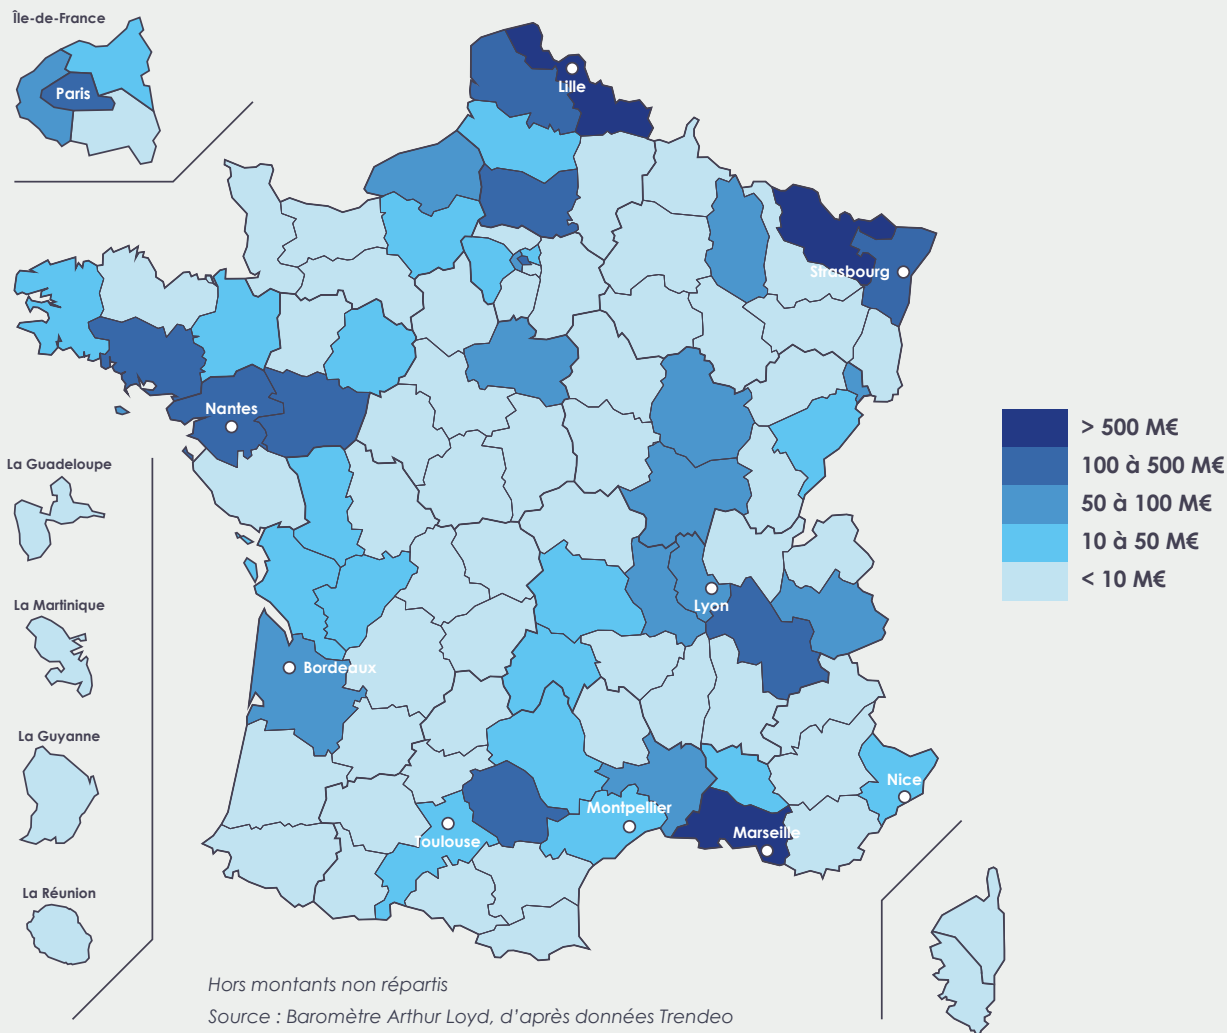 Île-de-France
Paris
Lille
Strasbourg
Nantes
La Guadeloupe
> 500 M€
100 à 500 M€
50 à 100 M€
10 à 50 M€
< 10 M€
La Martinique
Lyon
Bordeaux
La Guyanne
Nice
Montpellier
Marseille
Toulouse
La Réunion
Hors montants non répartis
Source : Baromètre Arthur Loyd, d'après données Trendeo